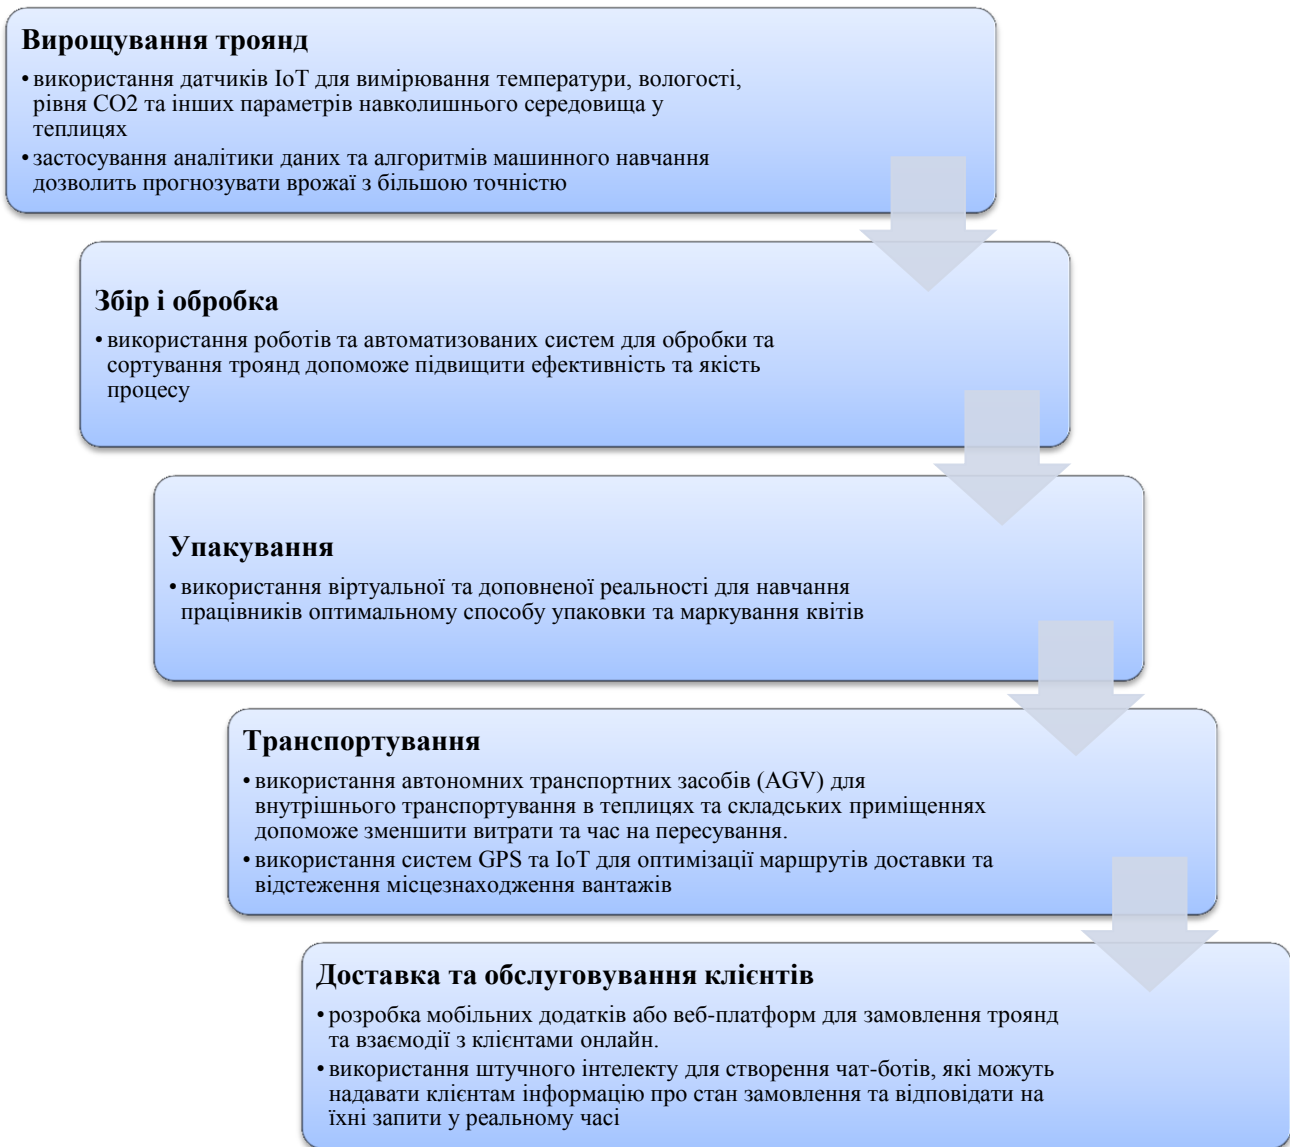 Вирощування троянд
• використання датчиків IoT для вимірювання температури, вологості,
рівня CO2 та інших параметрів навколишнього середовища у
теплицях
• застосування аналітики даних та алгоритмів машинного навчання
дозволить прогнозувати врожаї з більшою точністю
Збір і обробка
• використання роботів та автоматизованих систем для обробки та
сортування троянд допоможе підвищити ефективність та якість
процесу
Упакування
• використання віртуальної та доповненої реальності для навчання
працівників оптимальному способу упаковки та маркування квітів
Транспортування
• використання автономних транспортних засобів (AGV) для
внутрішнього транспортування в теплицях та складських приміщеннях
допоможе зменшити витрати та час на пересування.
• використання систем GPS та IoT для оптимізації маршрутів доставки та
відстеження місцезнаходження вантажів
Доставка та обслуговування клієнтів
• розробка мобільних додатків або веб-платформ для замовлення троянд
та взаємодії з клієнтами онлайн.
• використання штучного інтелекту для створення чат-ботів, які можуть
надавати клієнтам інформацію про стан замовлення та відповідати на
їхні запити у реальному часі